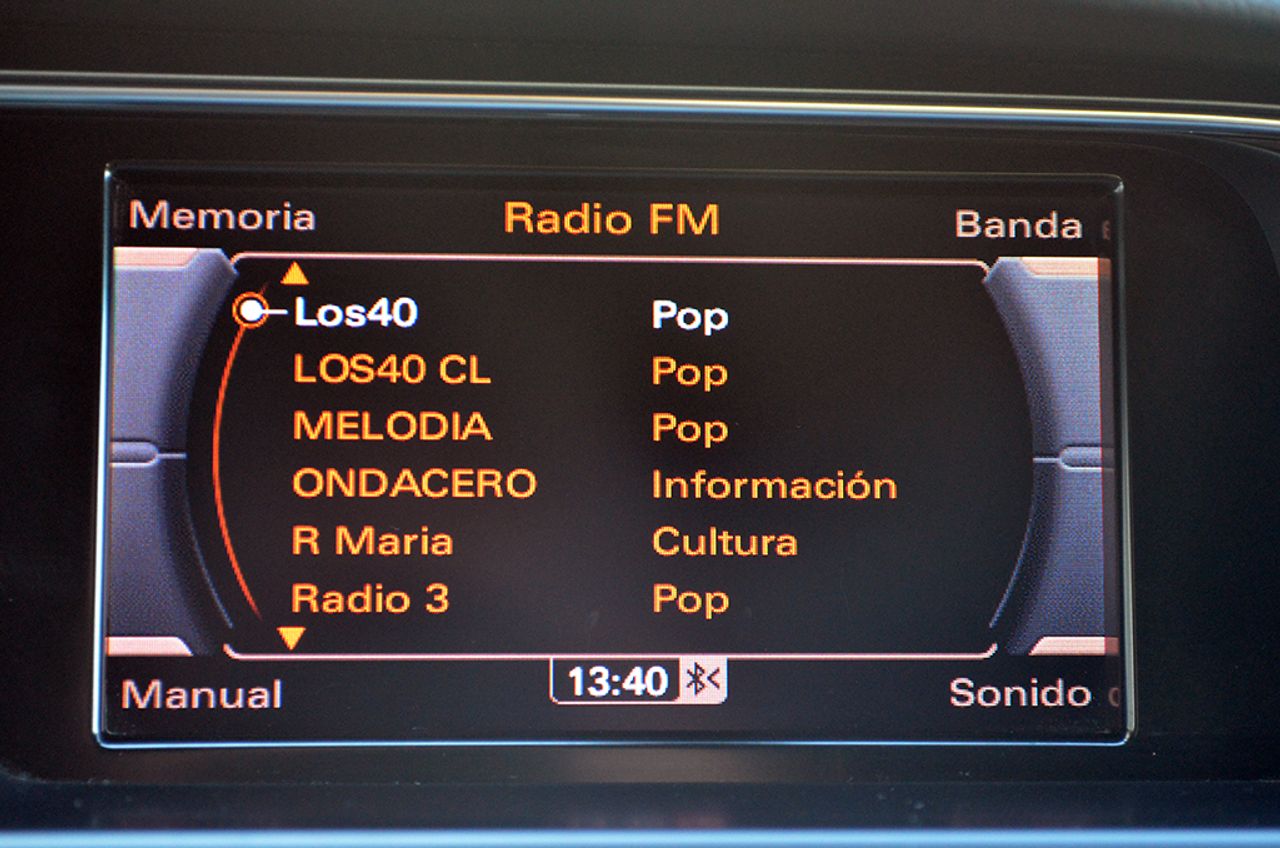 Memoria Radio FM Banda
Los40 Pop
LOS40 CL Pop
MELODIA Pop
ONDACERO Información
R Maria Cultura
Radio 3 Pop
Manual 13:40 Sonido